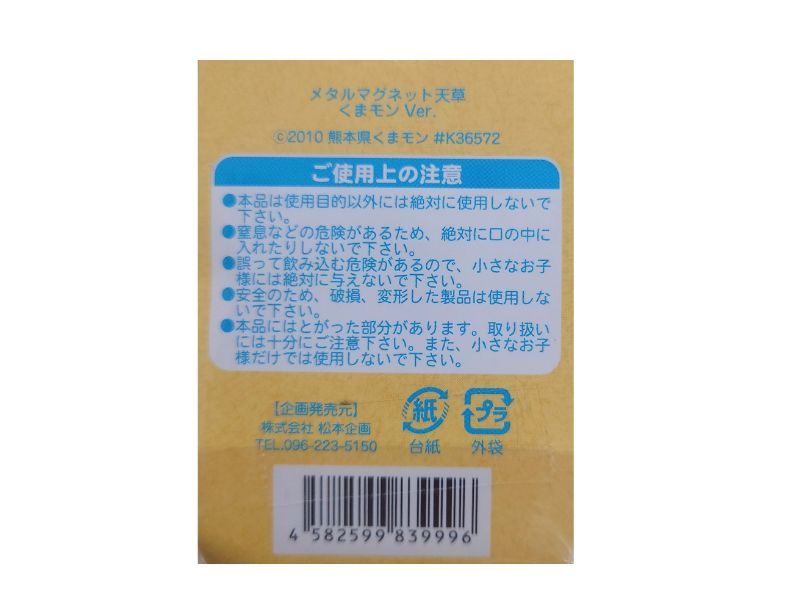 メタルマグネット天草
くまモン Ver.
©2010 熊本県くまモン #K36572
ご使用上の注意
●本品は使用目的以外には絶対に使用しないで
下さい。
●窒息などの危険があるため、絶対に口の中に
入れたりしないで下さい。
●誤って飲み込む危険があるので、小さなお子
様には絶対に与えないで下さい。
●安全のため、破損、変形した製品は使用しな
いで下さい。
●本品にはとがった部分があります。取り扱い
には十分にご注意下さい。また、小さなお子
様だけでは使用しないで下さい。
【企画発売元】
株式会社 松本企画
TEL.096-223-5150
紙
台紙
プラ
外袋
4 582599 839996